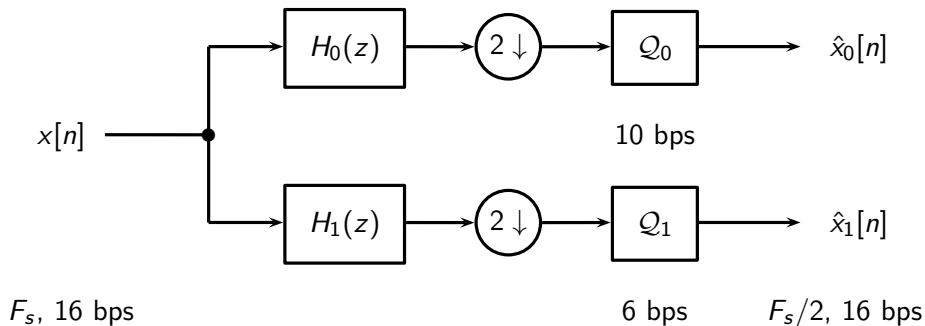 H₀(z) 2 ↓ 𝒬₀ x̂₀[n]
x[n] 10 bps
H₁(z) 2 ↓ 𝒬₁ x̂₁[n]
Fₛ, 16 bps 6 bps Fₛ/2, 16 bps